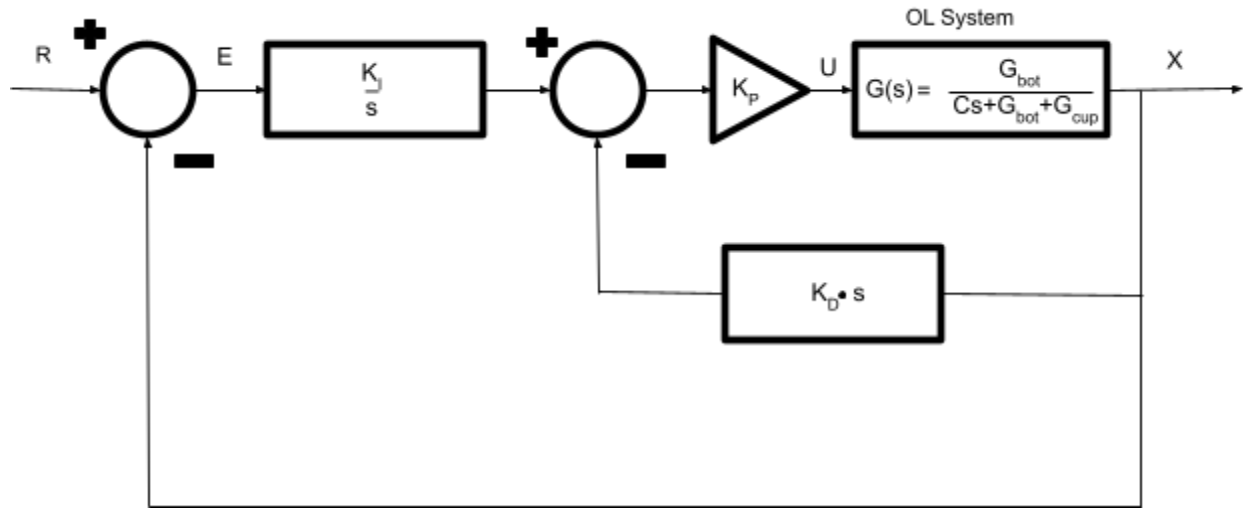 OL System
R
+
E
K_I
s
+
K_P
U
G(s) = G_bot
Cs+G_bot+G_cup
X
−
−
K_D • s